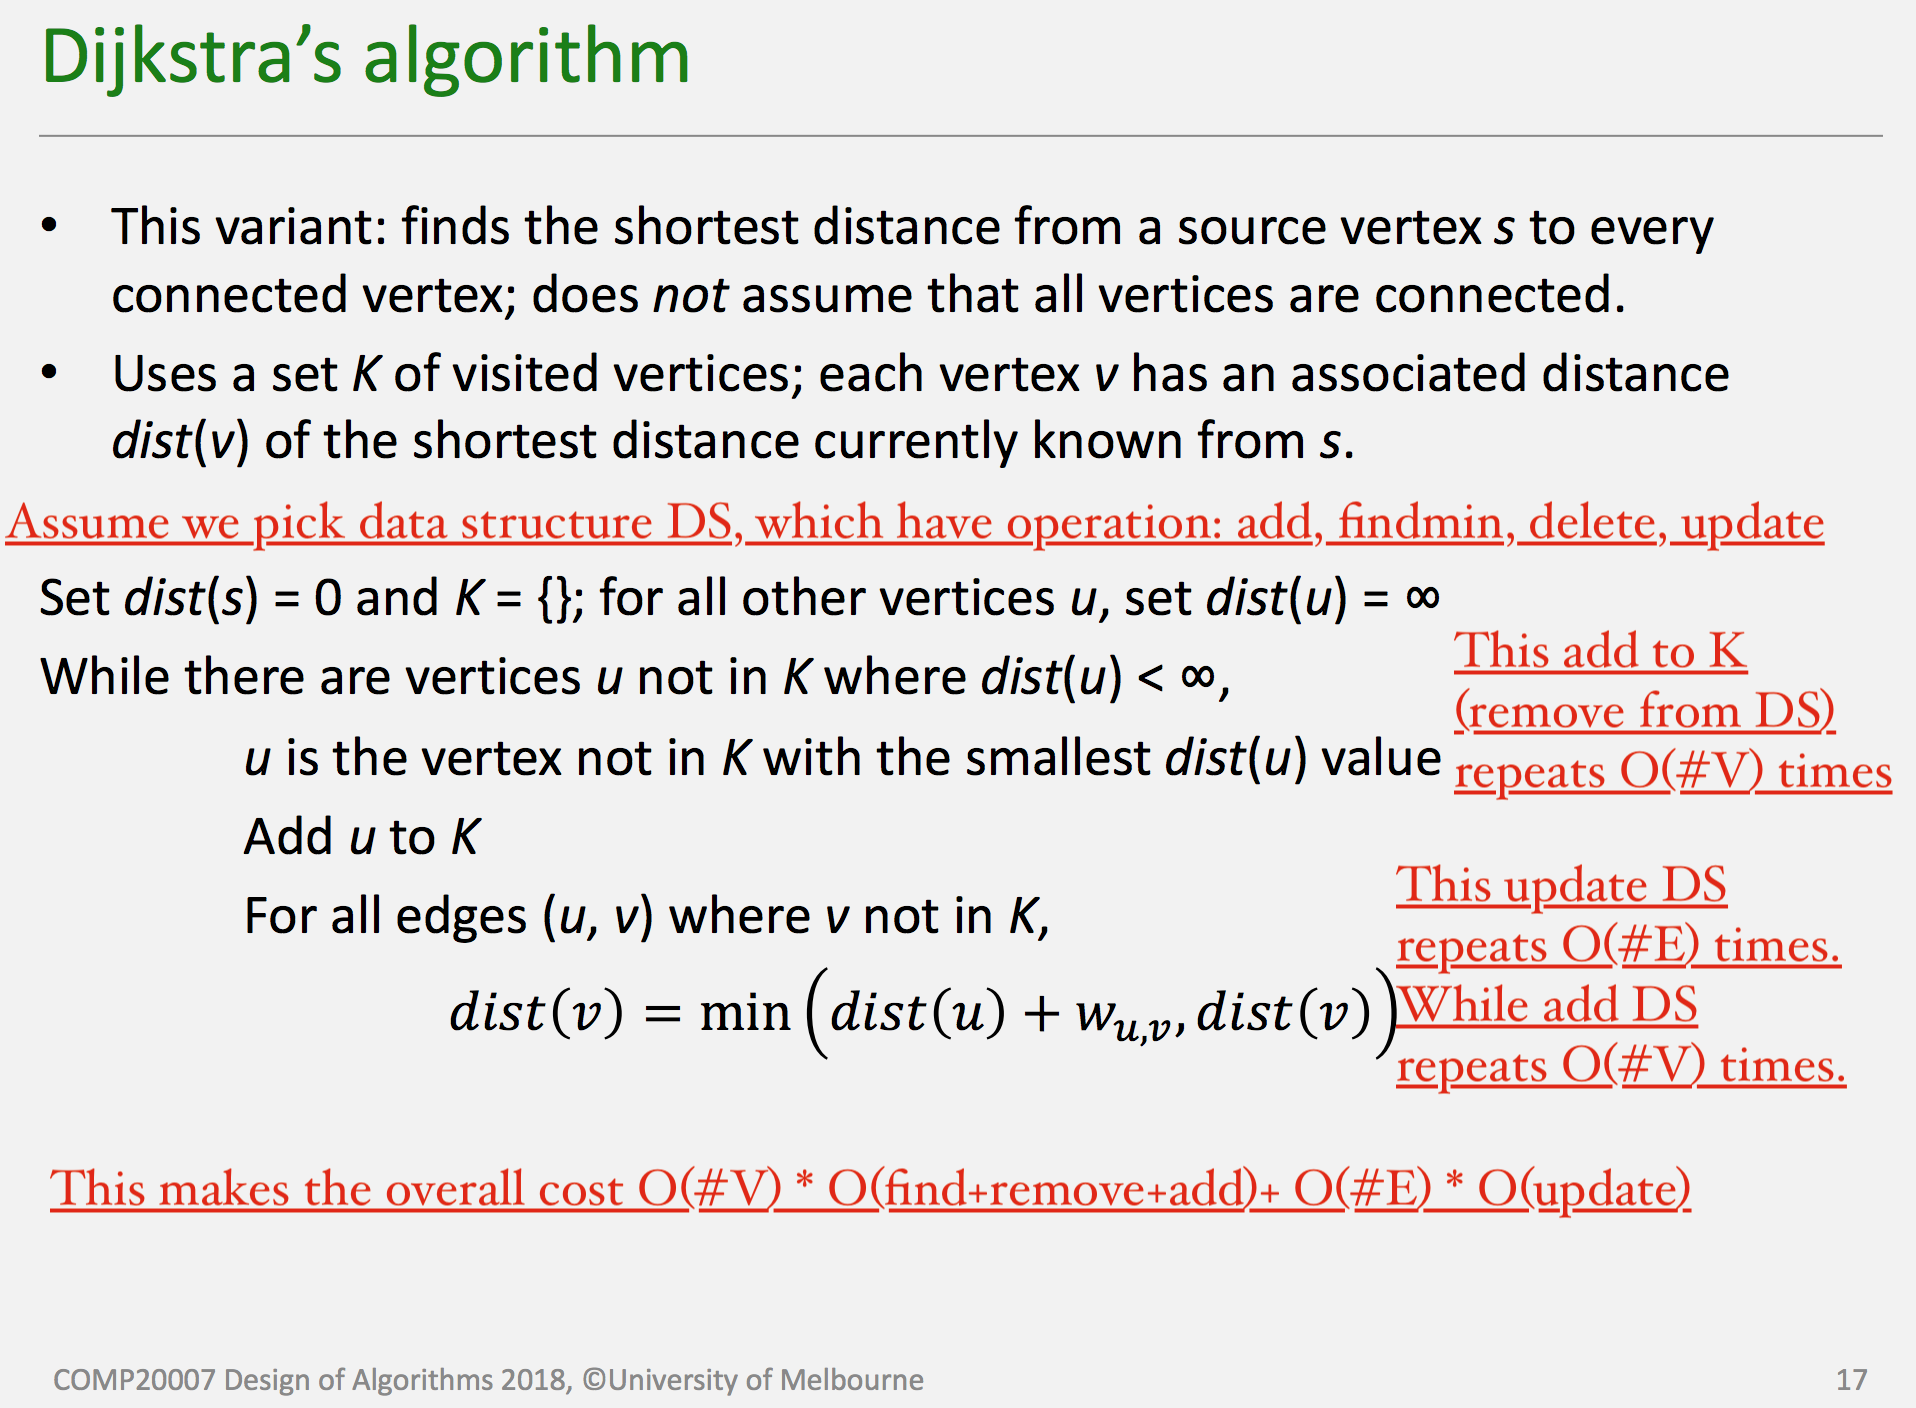 Dijkstra’s algorithm
• This variant: finds the shortest distance from a source vertex s to every
connected vertex; does not assume that all vertices are connected.
• Uses a set K of visited vertices; each vertex v has an associated distance
dist(v) of the shortest distance currently known from s.
Assume we pick data structure DS, which have operation: add, findmin, delete, update
Set dist(s) = 0 and K = {}; for all other vertices u, set dist(u) = ∞
While there are vertices u not in K where dist(u) < ∞,
u is the vertex not in K with the smallest dist(u) value
This add to K
(remove from DS)
repeats O(#V) times
Add u to K
For all edges (u, v) where v not in K,
dist(v) = min(dist(u) + w_{u,v}, dist(v))
This update DS
repeats O(#E) times.
While add DS
repeats O(#V) times.
This makes the overall cost O(#V) * O(find+remove+add)+ O(#E) * O(update)
COMP20007 Design of Algorithms 2018, ©University of Melbourne
17